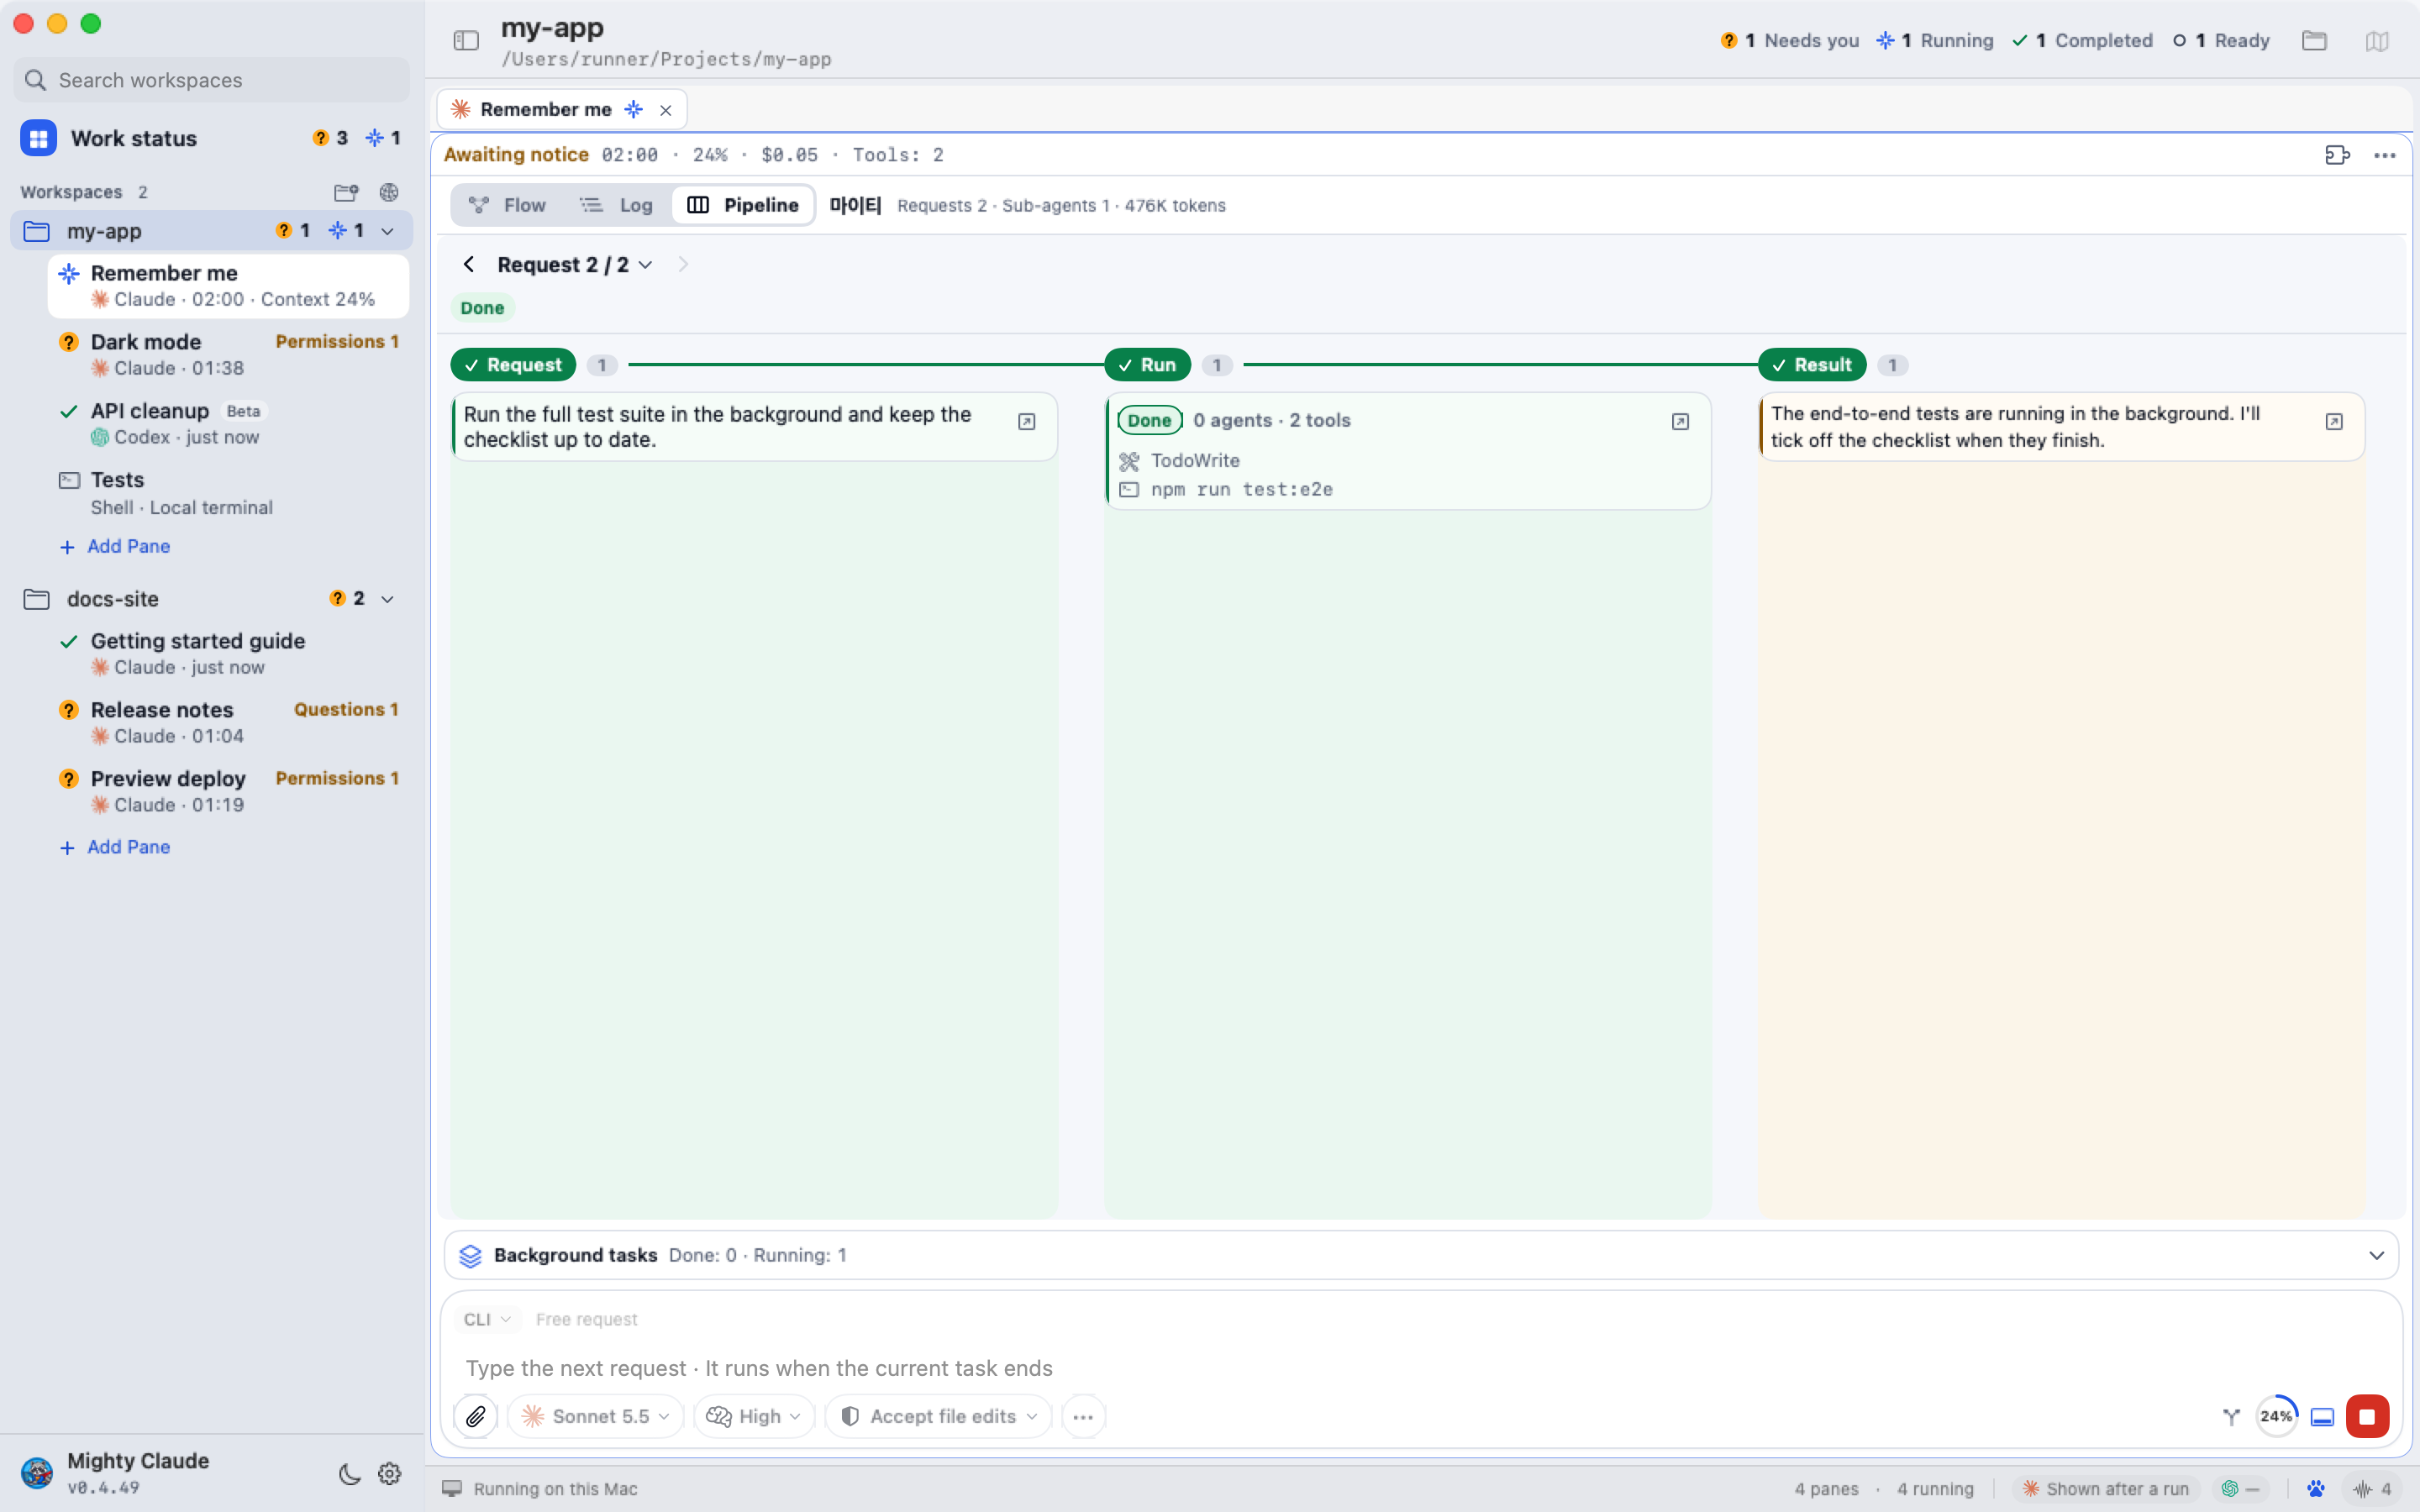 my-app
/Users/runner/Projects/my-app
1 Needs you 1 Running 1 Completed 1 Ready
Search workspaces
Work status 3 1
Workspaces 2
my-app 1 1
Remember me
Claude · 02:00 · Context 24%
Dark mode Permissions 1
Claude · 01:38
API cleanup Beta
Codex · just now
Tests
Shell · Local terminal
+ Add Pane
docs-site 2
Getting started guide
Claude · just now
Release notes Questions 1
Claude · 01:04
Preview deploy Permissions 1
Claude · 01:19
+ Add Pane
Mighty Claude
v0.4.49
Remember me
Awaiting notice 02:00 · 24% · $0.05 · Tools: 2
Flow Log Pipeline 마이티 Requests 2 · Sub-agents 1 · 476K tokens
Request 2 / 2
Done
Request 1
Run the full test suite in the background and keep the
checklist up to date.
Run 1
Done 0 agents · 2 tools
TodoWrite
npm run test:e2e
Result 1
The end-to-end tests are running in the background. I'll
tick off the checklist when they finish.
Background tasks Done: 0 · Running: 1
CLI Free request
Type the next request · It runs when the current task ends
Sonnet 5.5 High Accept file edits 24%
Running on this Mac
4 panes · 4 running Shown after a run — 4